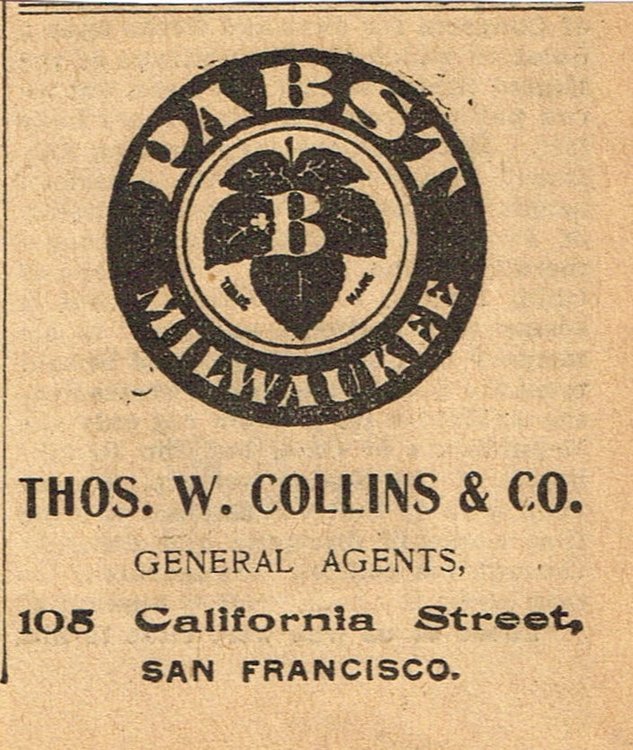 PABST
B
TRADE MARK
MILWAUKEE
THOS. W. COLLINS & CO.
GENERAL AGENTS,
105 California Street,
SAN FRANCISCO.